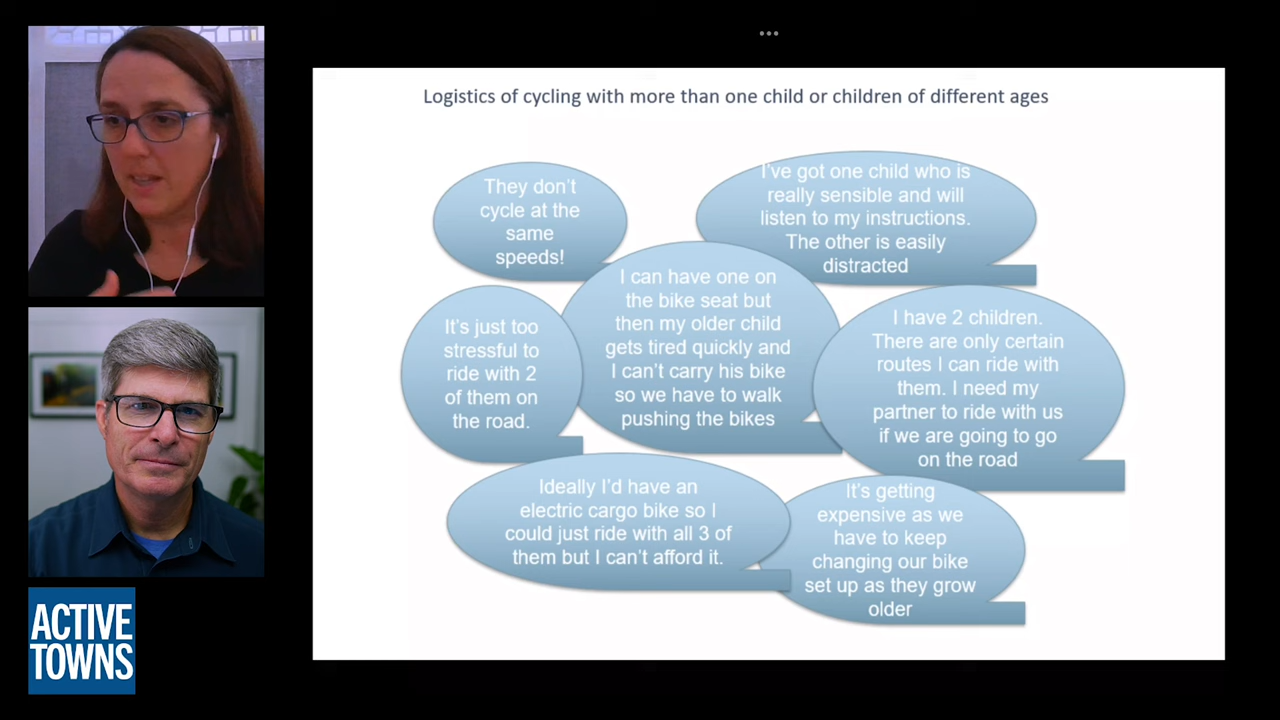 Logistics of cycling with more than one child or children of different ages
They don't
cycle at the
same
speeds!
I've got one child who is
really sensible and will
listen to my instructions.
The other is easily
distracted
I can have one on
the bike seat but
then my older child
gets tired quickly and
I can't carry his bike
so we have to walk
pushing the bikes
It's just too
stressful to
ride with 2
of them on
the road.
I have 2 children.
There are only certain
routes I can ride with
them. I need my
partner to ride with us
if we are going to go
on the road
Ideally I'd have an
electric cargo bike so I
could just ride with all 3 of
them but I can't afford it.
It's getting
expensive as we
have to keep
changing our bike
set up as they grow
older
ACTIVE
TOWNS